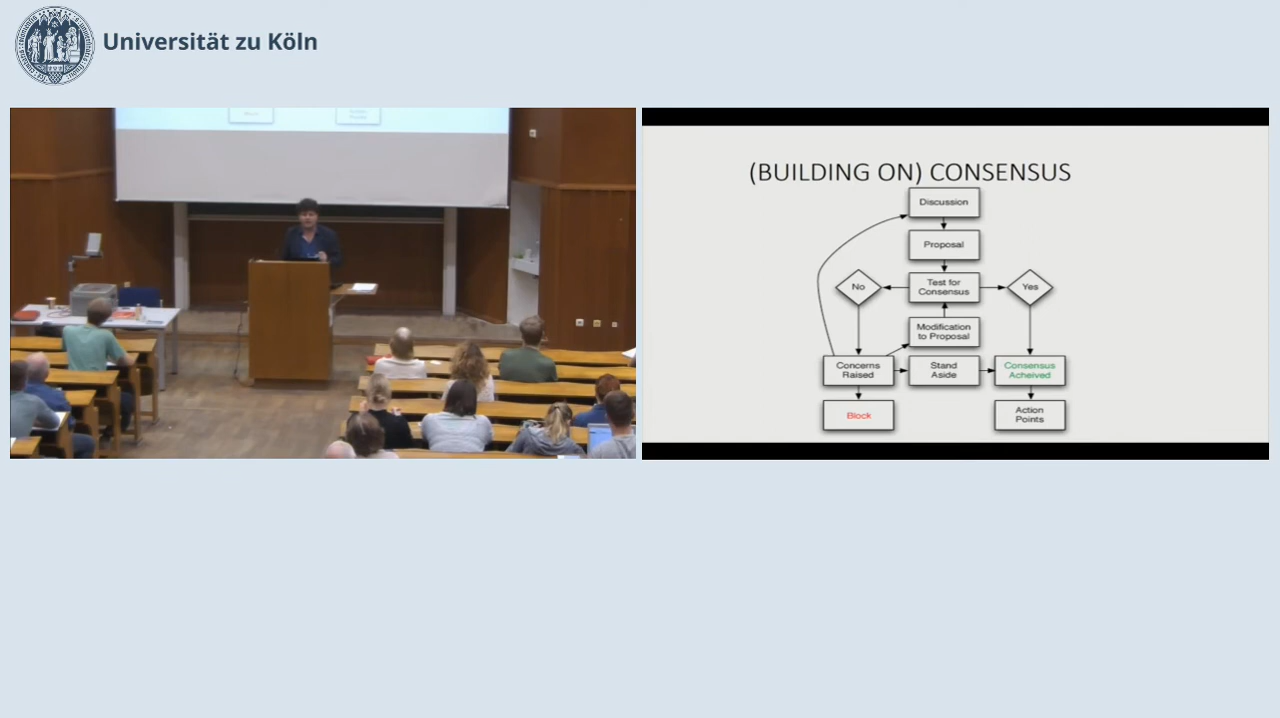 Universität zu Köln
(BUILDING ON) CONSENSUS
Discussion
Proposal
No
Test for
Consensus
Yes
Modification
to Proposal
Concerns
Raised
Stand
Aside
Consensus
Acheived
Block
Action
Points